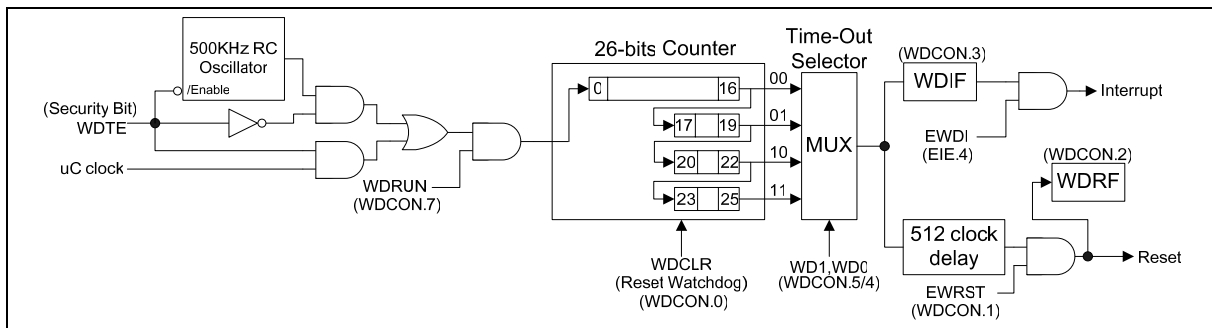 500KHz RC
Oscillator
/Enable
(Security Bit)
WDTE
uC clock
WDRUN
(WDCON.7)
26-bits Counter
0 16
17 19
20 22
23 25
00
01
10
11
WDCLR
(Reset Watchdog)
(WDCON.0)
Time-Out
Selector
MUX
WD1,WD0
(WDCON.5/4)
(WDCON.3)
WDIF
EWDI
(EIE.4)
Interrupt
(WDCON.2)
WDRF
512 clock
delay
EWRST
(WDCON.1)
Reset